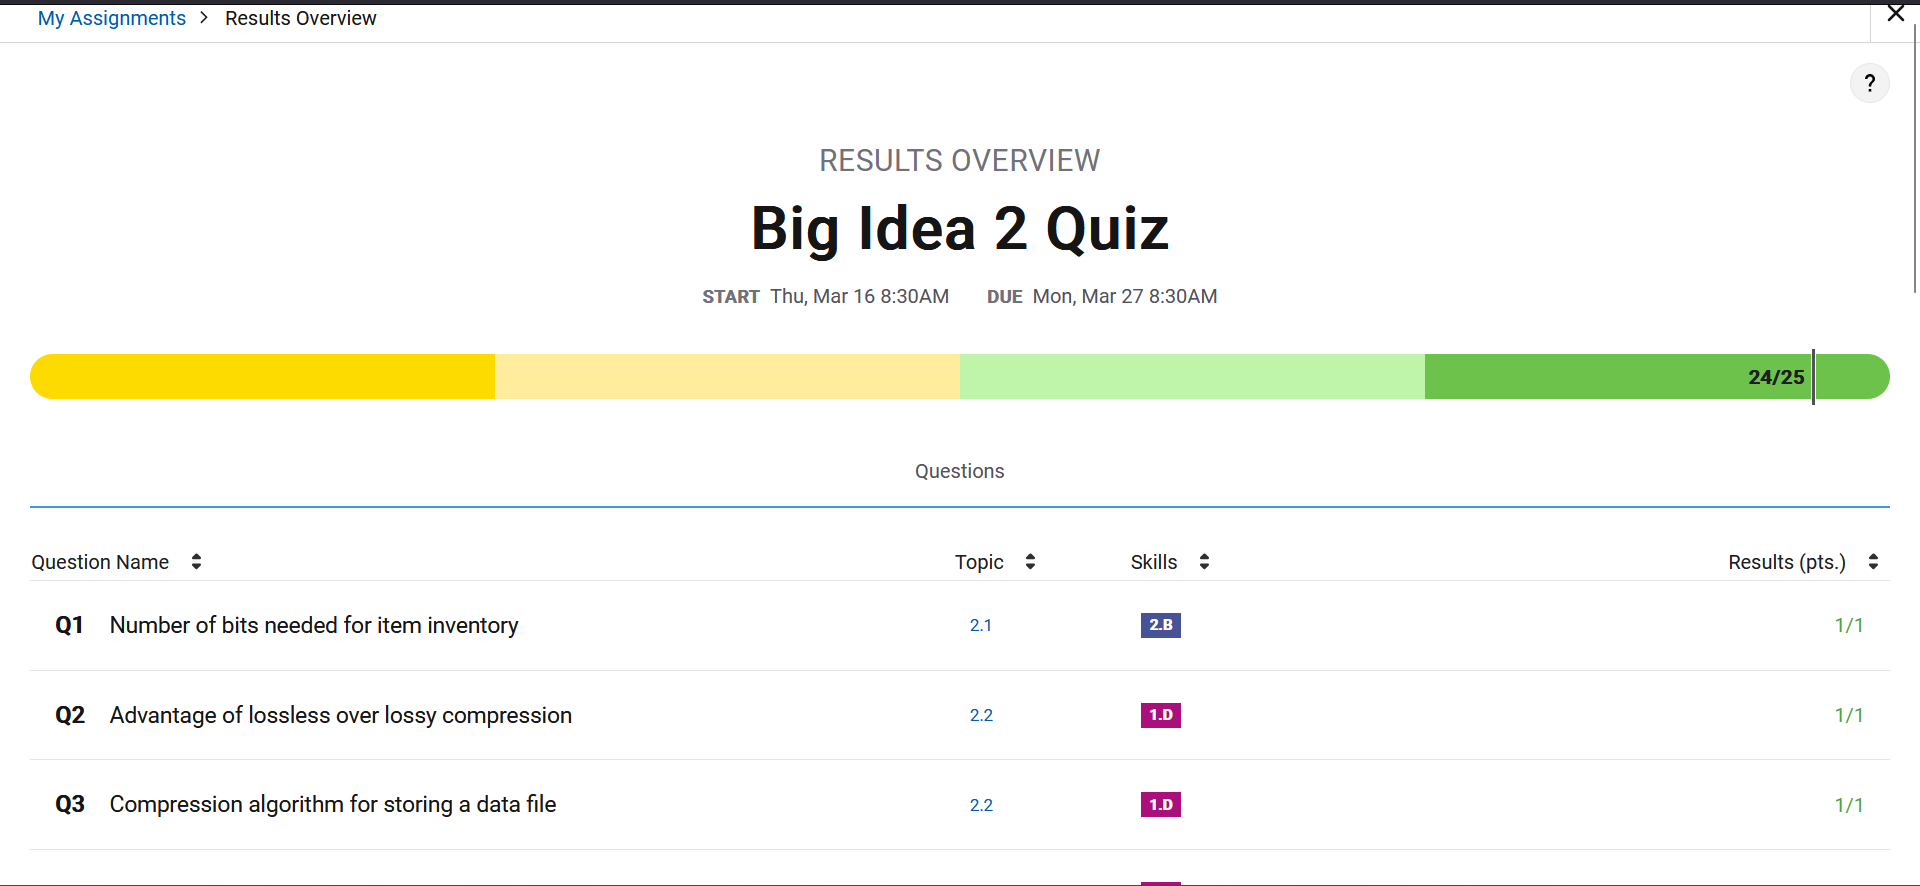 My Assignments > Results Overview
?
RESULTS OVERVIEW
Big Idea 2 Quiz
START Thu, Mar 16 8:30AM DUE Mon, Mar 27 8:30AM
24/25
Questions
Question Name Topic Skills Results (pts.)
Q1 Number of bits needed for item inventory 2.1 2.B 1/1
Q2 Advantage of lossless over lossy compression 2.2 1.D 1/1
Q3 Compression algorithm for storing a data file 2.2 1.D 1/1